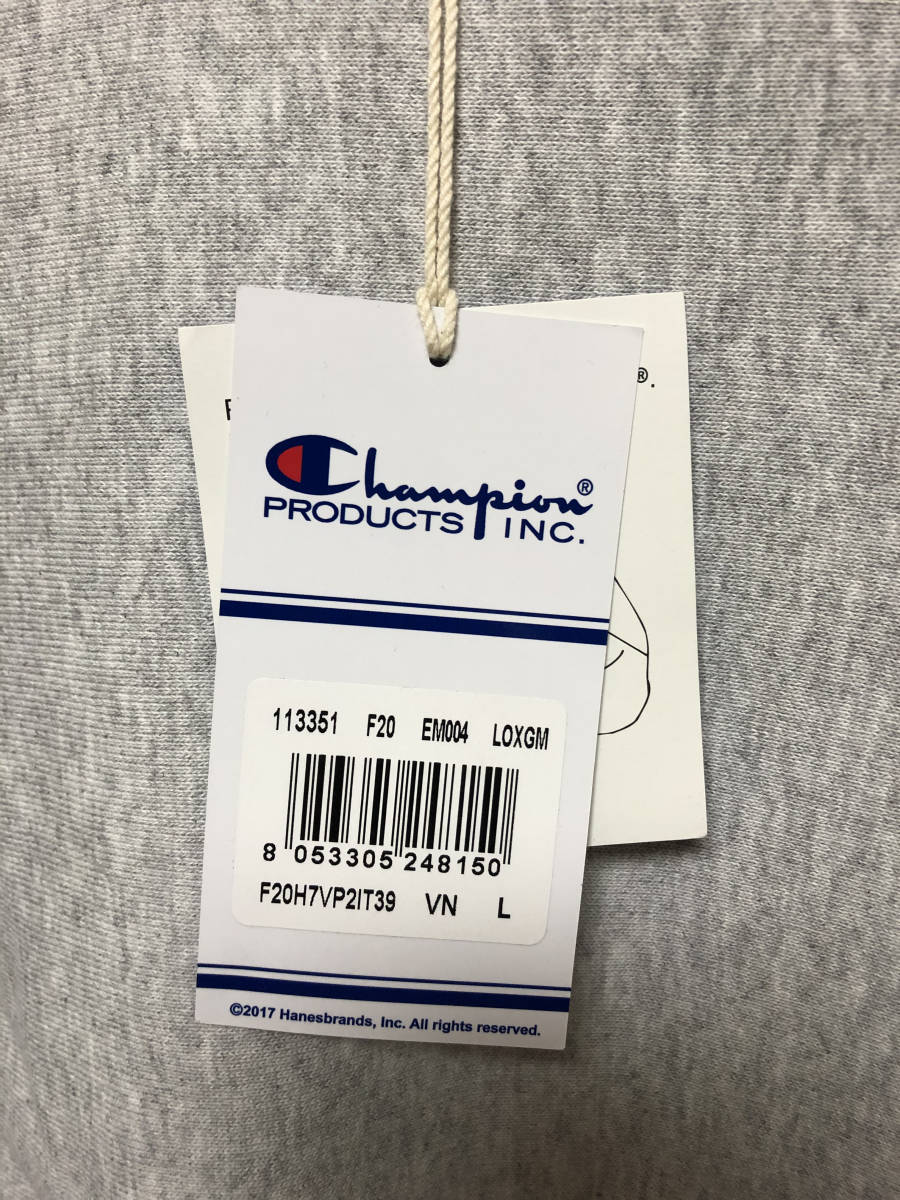 ®.
Champion®
PRODUCTS INC.
113351 F20 EM004 LOXGM
8 053305 248150
F20H7VP2IT39 VN L
©2017 Hanesbrands, Inc. All rights reserved.